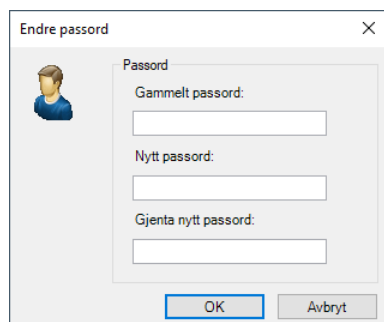 Endre passord
Passord
Gammelt passord:
Nytt passord:
Gjenta nytt passord:
OK
Avbryt